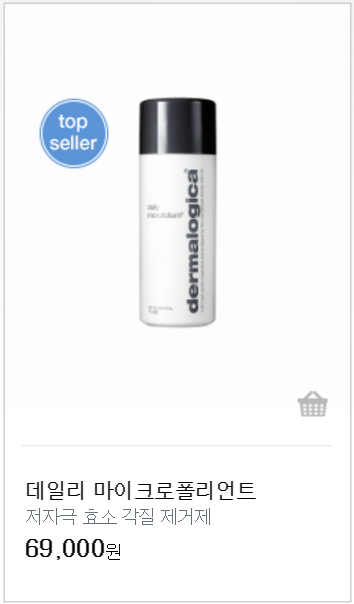 top
seller
daily
microfoliant®
dermalogica®
데일리 마이크로폴리언트
저자극 효소 각질 제거제
69,000원